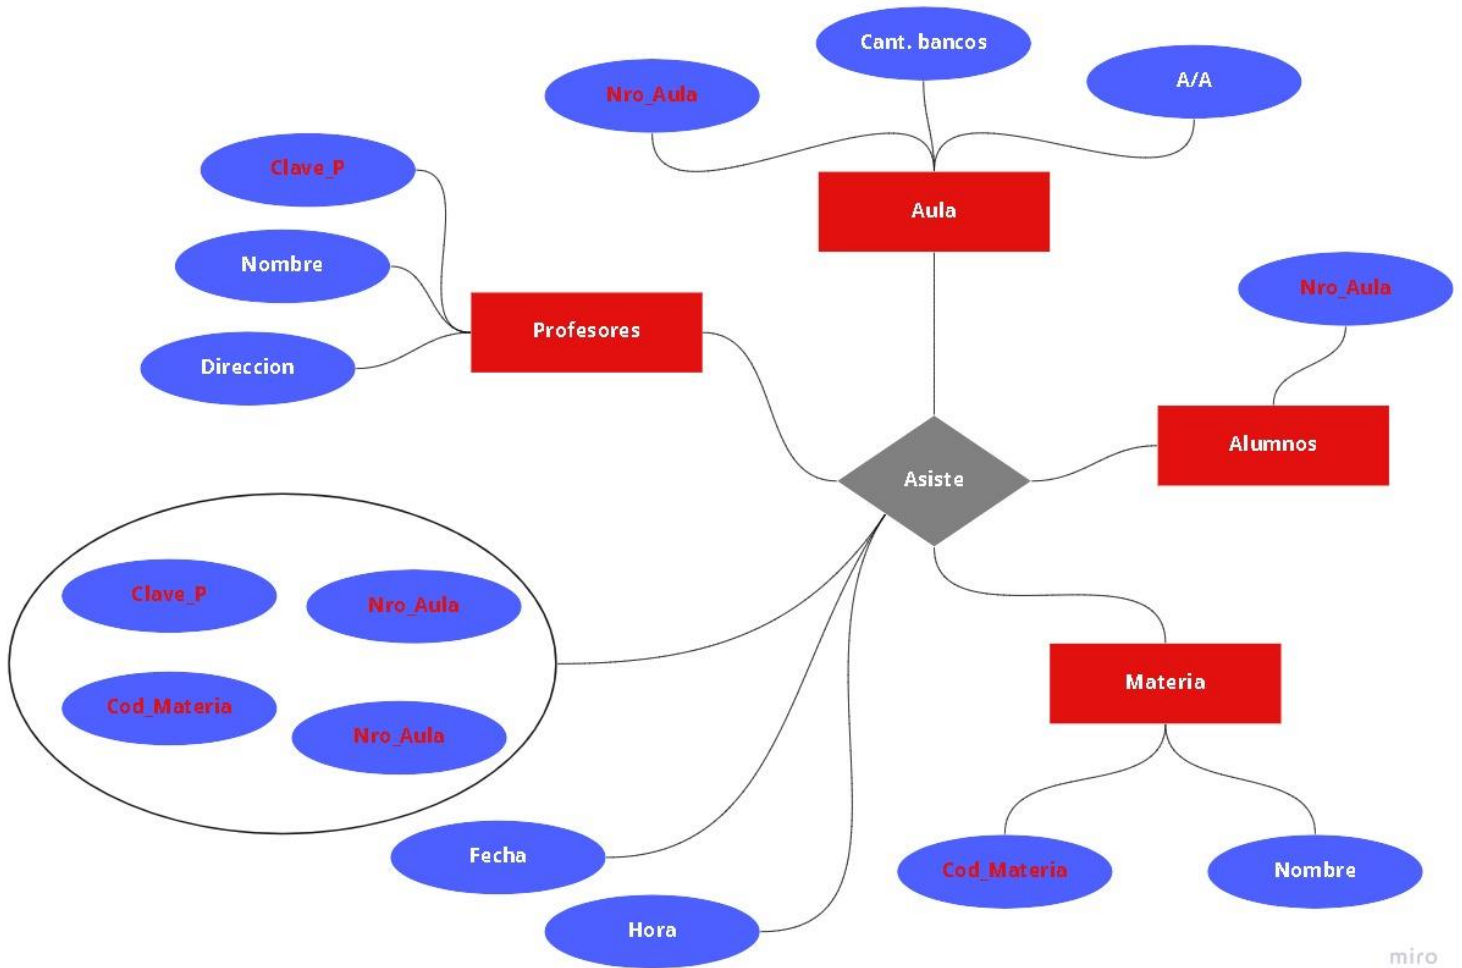 Cant. bancos
Nro_Aula
A/A
Clave_P
Aula
Nombre
Nro_Aula
Profesores
Direccion
Alumnos
Asiste
Clave_P
Nro_Aula
Materia
Cod_Materia
Nro_Aula
Fecha
Cod_Materia
Nombre
Hora
miro